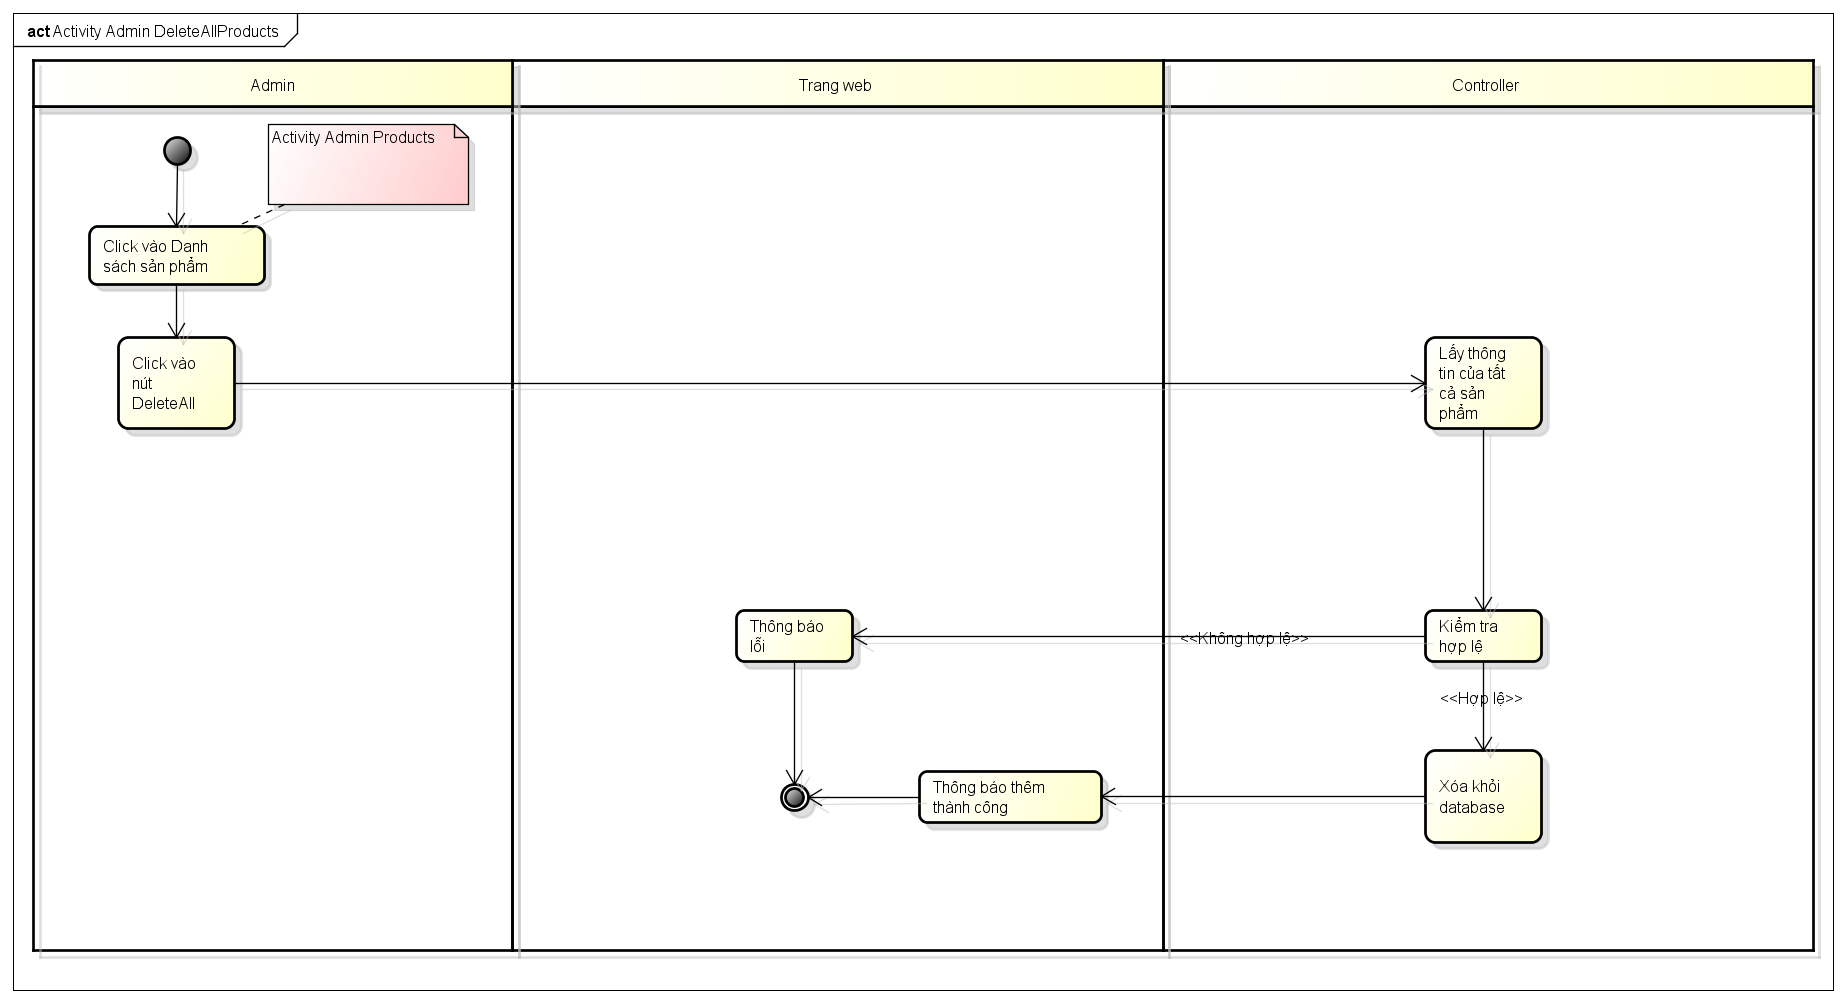 act Activity Admin DeleteAllProducts
Admin
Trang web
Controller
Activity Admin Products
Click vào Danh
sách sản phẩm
Click vào
nút
DeleteAll
Lấy thông
tin của tất
cả sản
phẩm
Thông báo
lỗi
<<Không hợp lệ>>
Kiểm tra
hợp lệ
<<Hợp lệ>>
Thông báo thêm
thành công
Xóa khỏi
database